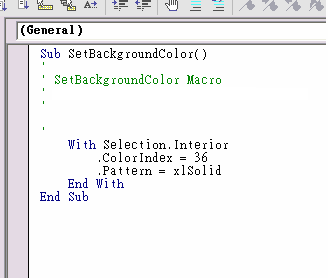 (General)
Sub SetBackgroundColor()
'
' SetBackgroundColor Macro
'
'
'
With Selection.Interior
.ColorIndex = 36
.Pattern = xlSolid
End With
End Sub